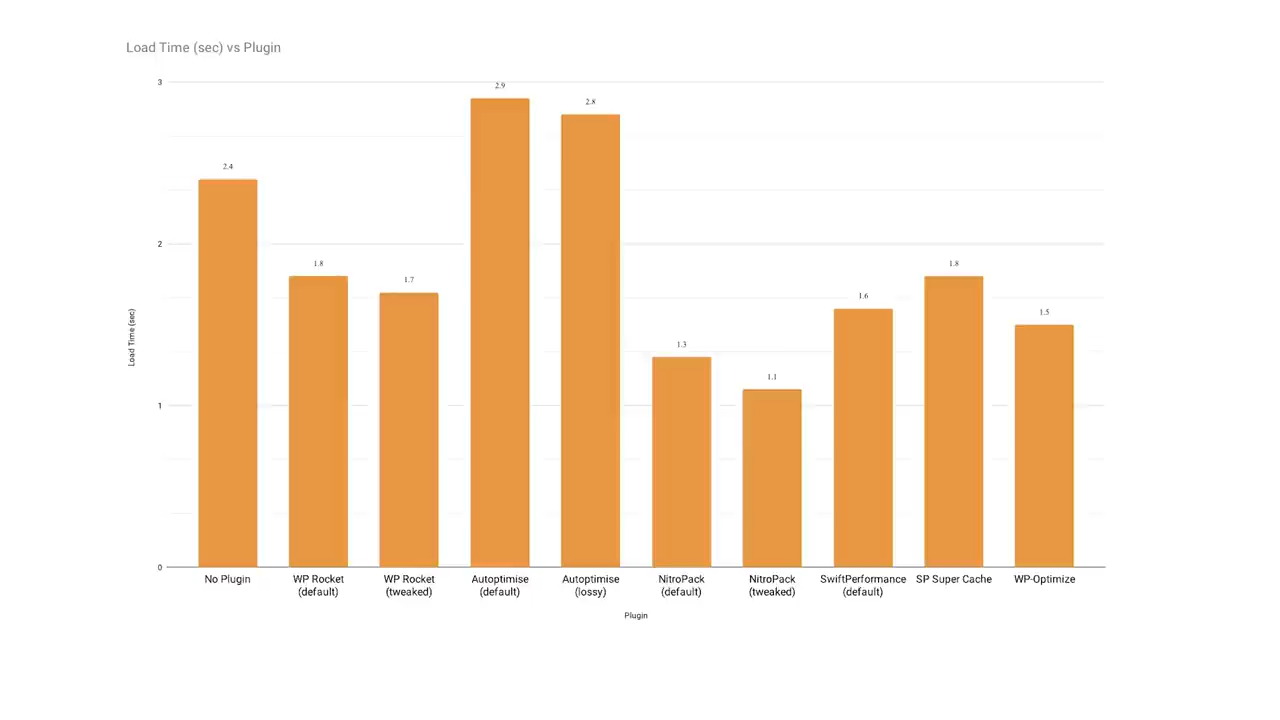 Load Time (sec) vs Plugin
3
2.9
2.8
2.4
2
1.8
1.7
1.3
1.1
1.6
1.8
1.5
1
0
Load Time (sec)
No Plugin
WP Rocket
(default)
WP Rocket
(tweaked)
Autoptimise
(default)
Autoptimise
(lossy)
NitroPack
(default)
NitroPack
(tweaked)
SwiftPerformance
(default)
SP Super Cache
WP-Optimize
Plugin